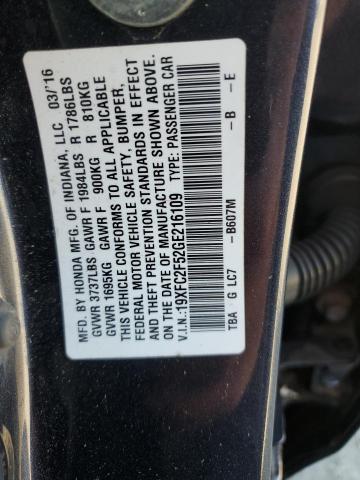 MFD. BY HONDA MFG. OF INDIANA, LLC. 03/'16
GVWR 3737LBS GAWR F 1984LBS R 1786LBS
GVWR 1695KG GAWR F 900KG R 810KG
THIS VEHICLE CONFORMS TO ALL APPLICABLE
FEDERAL MOTOR VEHICLE SAFETY, BUMPER,
AND THEFT PREVENTION STANDARDS IN EFFECT
ON THE DATE OF MANUFACTURE SHOWN ABOVE.
V.I.N.:19XFC2F52GE216109 TYPE: PASSENGER CAR
TBA G LC7 -B607M -B -E